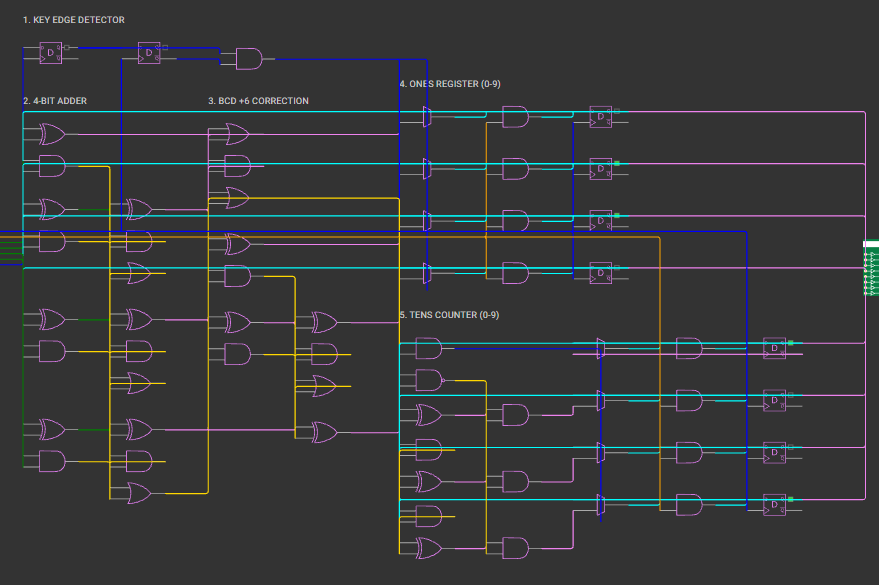 1. KEY EDGE DETECTOR
D
D
4. ONES REGISTER (0-9)
2. 4-BIT ADDER
3. BCD +6 CORRECTION
D
D
D
D
5. TENS COUNTER (0-9)
D
D
D
D